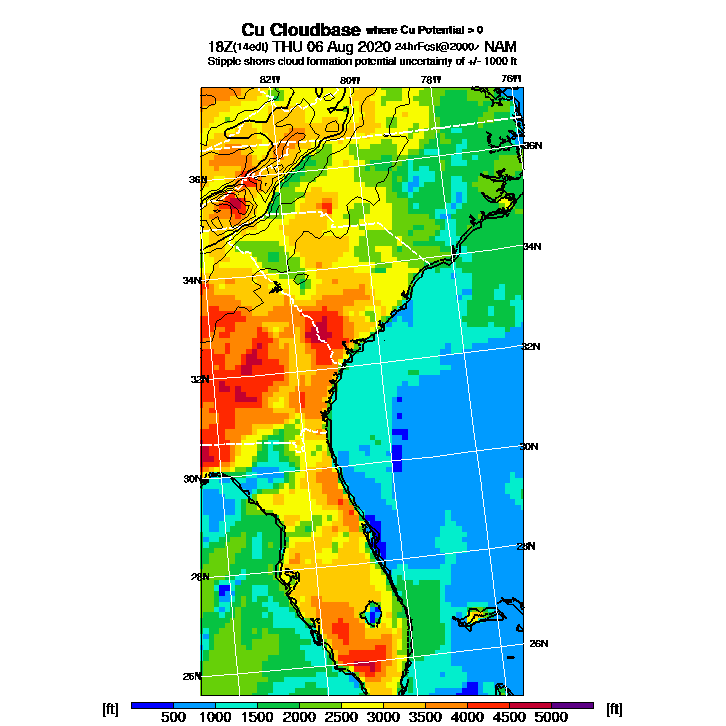 Cu Cloudbase where Cu Potential > 0
18Z(14edt) THU 06 Aug 2020 24hrFcst@2000z NAM
Stipple shows cloud formation potential uncertainty of +/- 1000 ft
82W 80W 78W 76W
36N 36N
34N 34N
32N 32N
30N 30N
28N 28N
26N 26N
[ft] 500 1000 1500 2000 2500 3000 3500 4000 4500 5000 [ft]